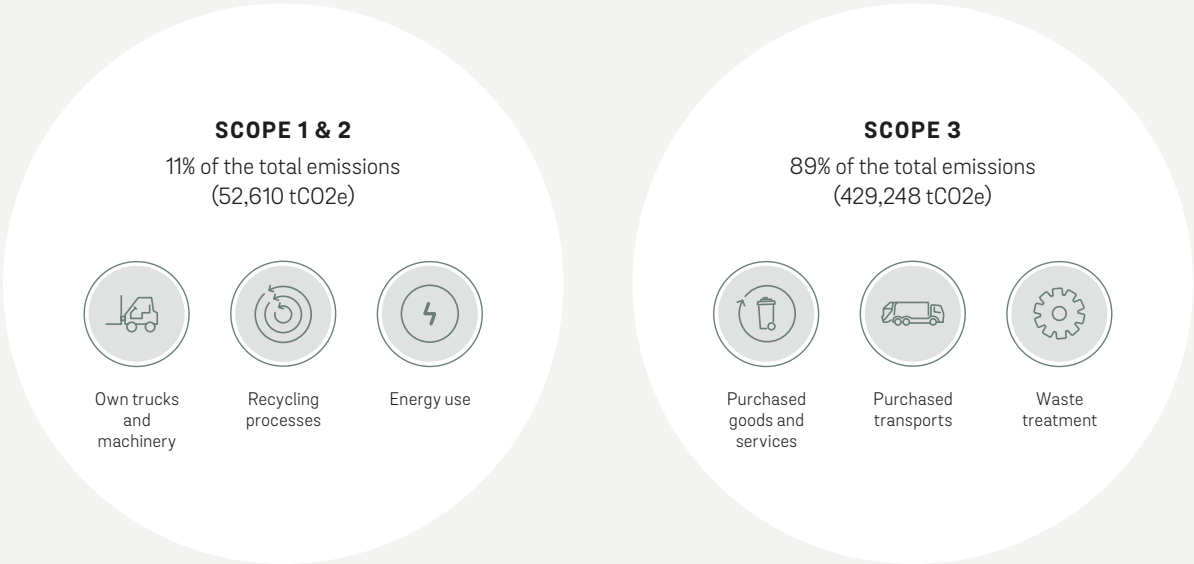 SCOPE 1 & 2
11% of the total emissions
(52,610 tCO2e)
Own trucks
and
machinery
Recycling
processes
Energy use
SCOPE 3
89% of the total emissions
(429,248 tCO2e)
Purchased
goods and
services
Purchased
transports
Waste
treatment